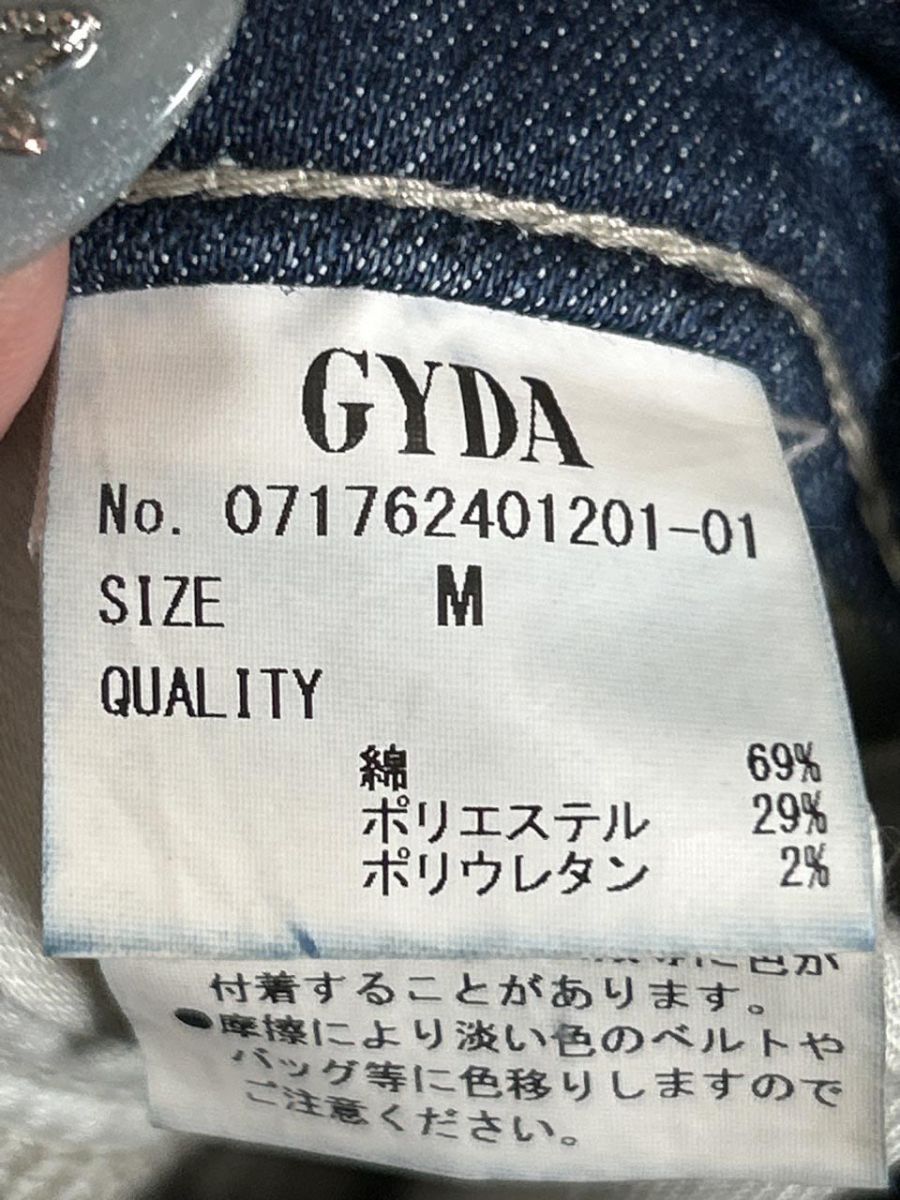 GYDA
No. 071762401201-01
SIZE M
QUALITY
綿 69%
ポリエステル 29%
ポリウレタン 2%
に色が
付着することがあります。
●摩擦により淡い色のベルトや
バッグ等に色移りしますので
ご注意ください。